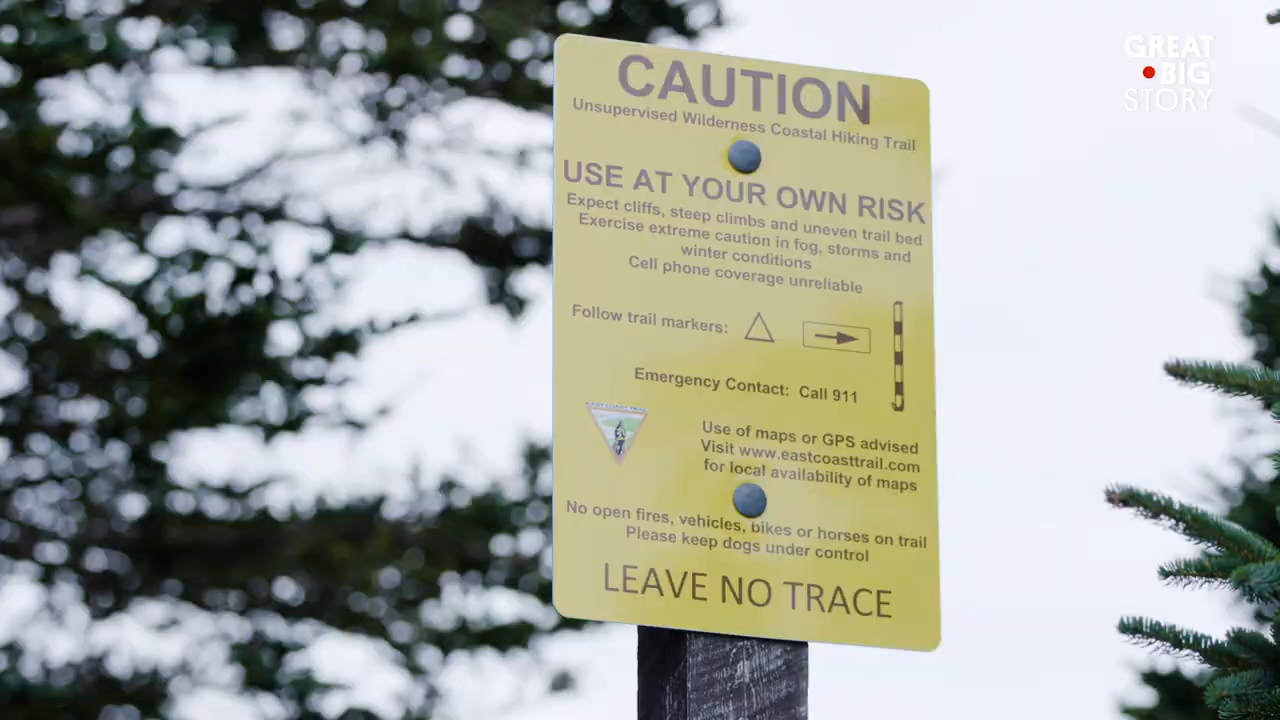 GREAT
BIG
STORY
CAUTION
Unsupervised Wilderness Coastal Hiking Trail
USE AT YOUR OWN RISK
Expect cliffs, steep climbs and uneven trail bed
Exercise extreme caution in fog, storms and
winter conditions
Cell phone coverage unreliable
Follow trail markers:
Emergency Contact: Call 911
EAST COAST TRAIL
Use of maps or GPS advised
Visit www.eastcoasttrail.com
for local availability of maps
No open fires, vehicles, bikes or horses on trail
Please keep dogs under control
LEAVE NO TRACE